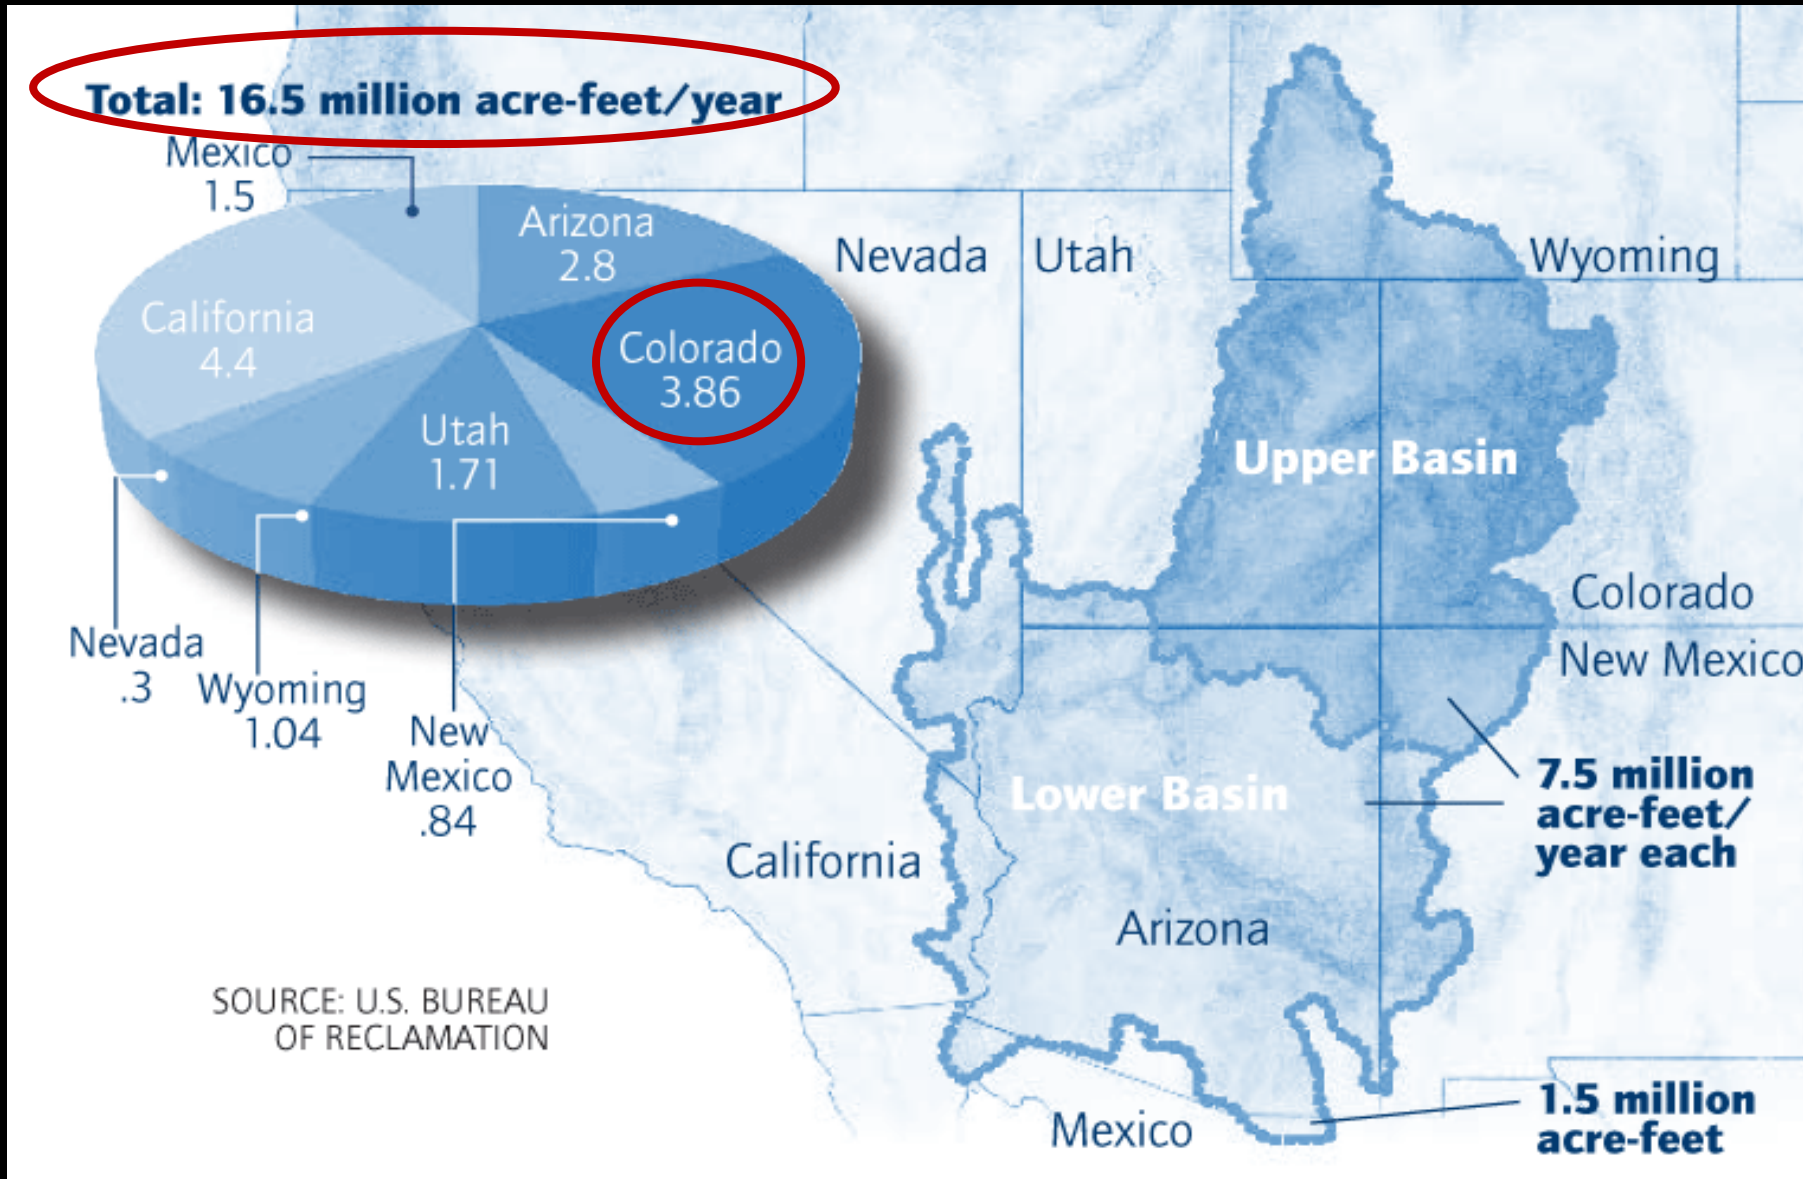 Total: 16.5 million acre-feet/year
Mexico
1.5
Arizona
2.8
California
4.4
Colorado
3.86
Utah
1.71
Nevada
.3
Wyoming
1.04
New
Mexico
.84
SOURCE: U.S. BUREAU
OF RECLAMATION
Nevada
Utah
Wyoming
Upper Basin
Colorado
New Mexico
Lower Basin
7.5 million
acre-feet/
year each
California
Arizona
Mexico
1.5 million
acre-feet